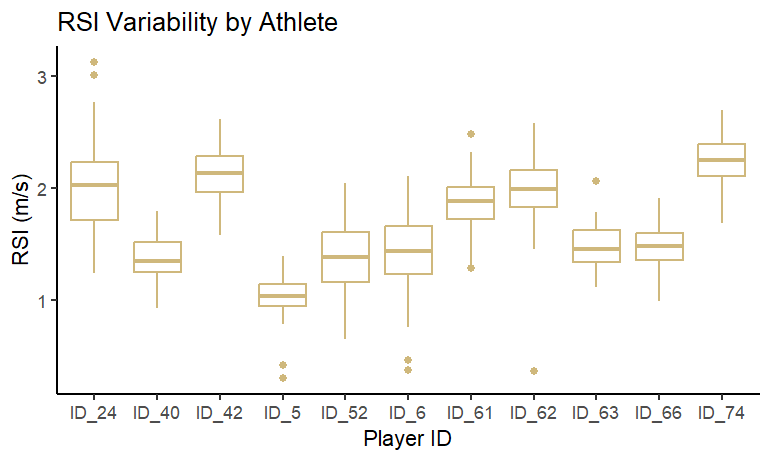 RSI Variability by Athlete
RSI (m/s)
3
2
1
ID_24 ID_40 ID_42 ID_5 ID_52 ID_6 ID_61 ID_62 ID_63 ID_66 ID_74
Player ID